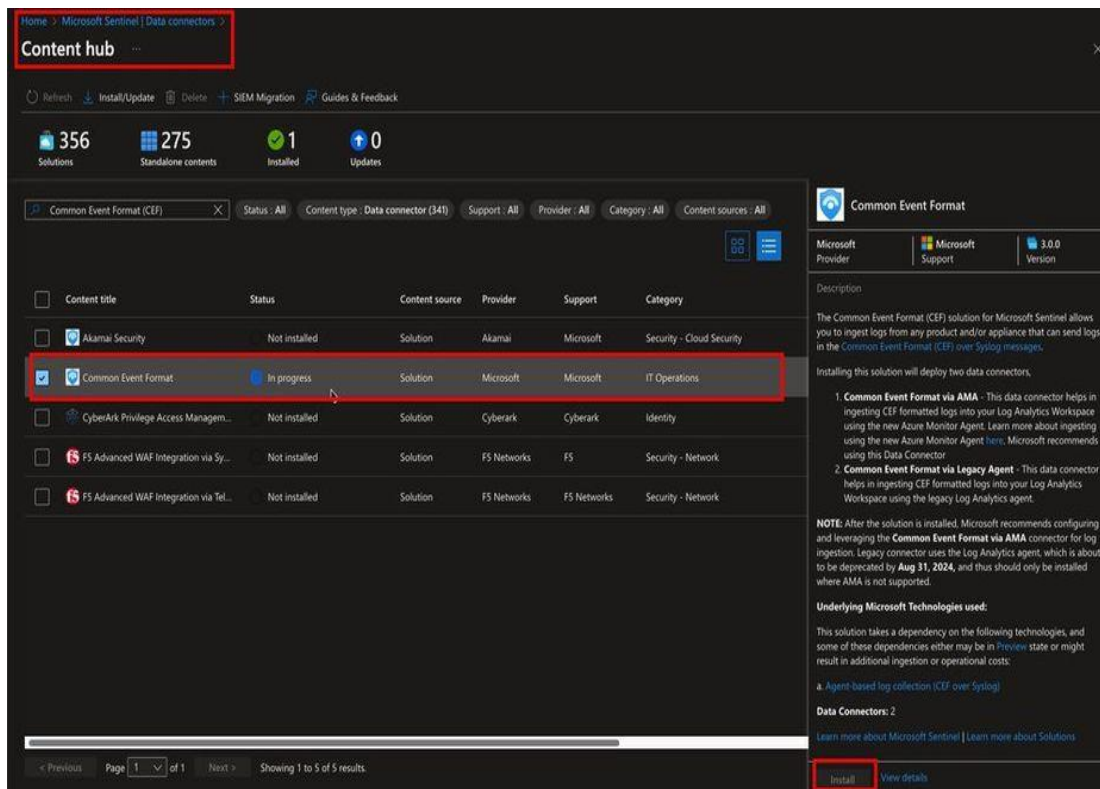 Home > Microsoft Sentinel | Data connectors >
Content hub ...
Refresh Install/Update Delete SIEM Migration Guides & Feedback
356 275 1 0
Solutions Standalone contents Installed Updates
Common Event Format (CEF) Status : All Content type : Data connector (341) Support : All Provider : All Category : All Content sources : All
Content title Status Content source Provider Support Category
Akamai Security Not installed Solution Akamai Microsoft Security - Cloud Security
Common Event Format In progress Solution Microsoft Microsoft IT Operations
CyberArk Privilege Access Managem... Not installed Solution Cyberark Cyberark Identity
F5 Advanced WAF Integration via Sy... Not installed Solution F5 Networks F5 Security - Network
F5 Advanced WAF Integration via Tel... Not installed Solution F5 Networks F5 Networks Security - Network
< Previous Page 1 of 1 Next > Showing 1 to 5 of 5 results.
Common Event Format
Microsoft Microsoft 3.0.0
Provider Support Version
Description
The Common Event Format (CEF) solution for Microsoft Sentinel allows
you to ingest logs from any product and/or appliance that can send logs
in the Common Event Format (CEF) over Syslog messages.
Installing this solution will deploy two data connectors,
1. Common Event Format via AMA - This data connector helps in
ingesting CEF formatted logs into your Log Analytics Workspace
using the new Azure Monitor Agent. Learn more about ingesting
using the new Azure Monitor Agent here. Microsoft recommends
using this Data Connector
2. Common Event Format via Legacy Agent - This data connector
helps in ingesting CEF formatted logs into your Log Analytics
Workspace using the legacy Log Analytics agent.
NOTE: After the solution is installed, Microsoft recommends configuring
and leveraging the Common Event Format via AMA connector for log
ingestion. Legacy connector uses the Log Analytics agent, which is about
to be deprecated by Aug 31, 2024, and thus should only be installed
where AMA is not supported.
Underlying Microsoft Technologies used:
This solution takes a dependency on the following technologies, and
some of these dependencies either may be in Preview state or might
result in additional ingestion or operational costs:
a. Agent-based log collection (CEF over Syslog)
Data Connectors: 2
Learn more about Microsoft Sentinel | Learn more about Solutions
Install View details